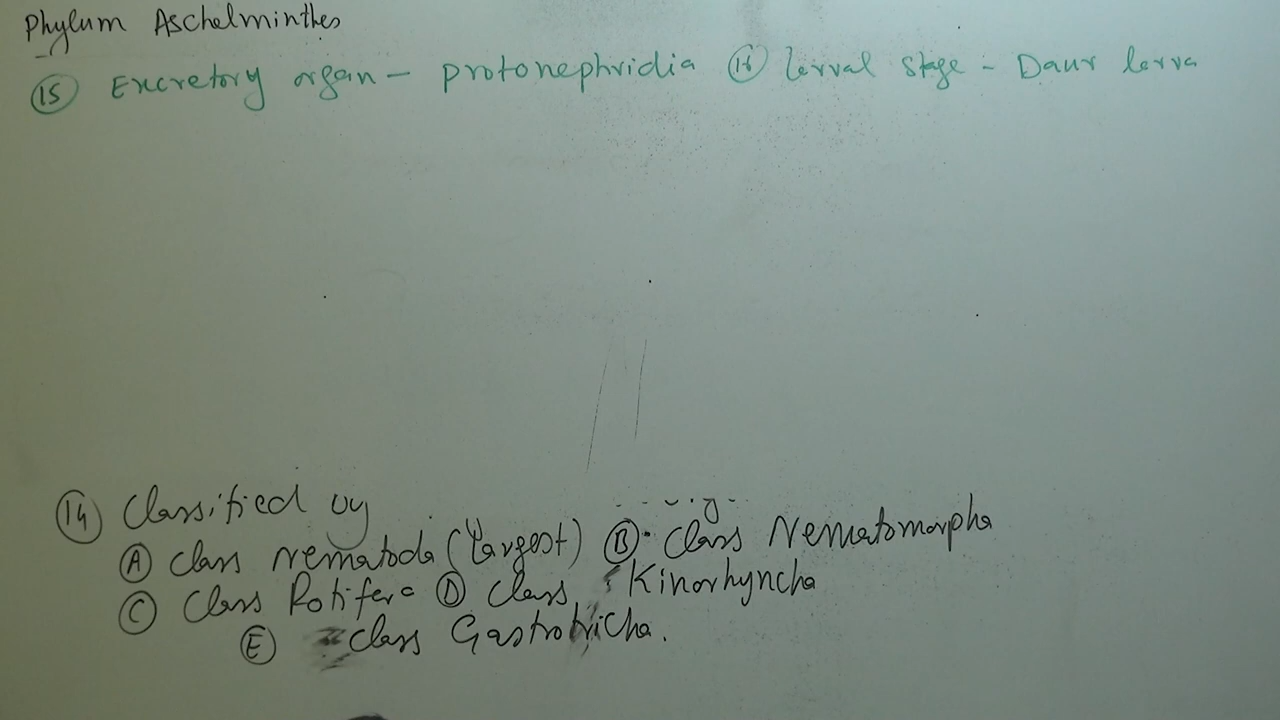 Phylum Aschelminthes
15 Excretory organ - protonephridia 16 larval stage - Daur larva
14 Classified by
A class Nematoda (largest) B. Class Nematomorpha
C Class Rotifera D Class Kinorhyncha
E class Gastrotricha.